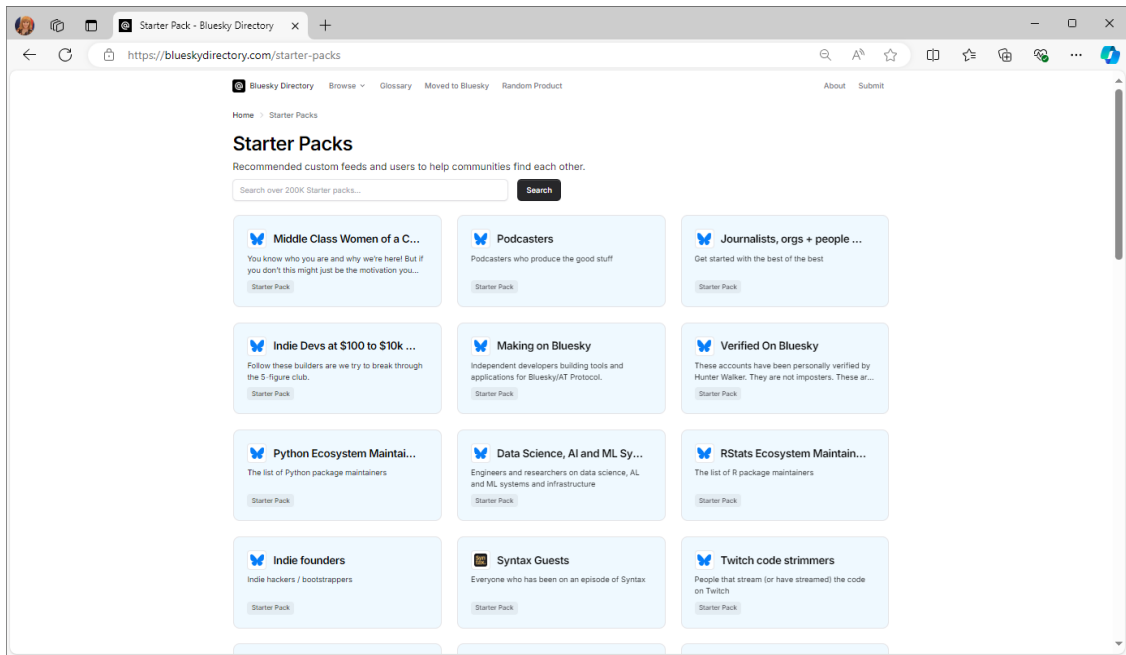 Starter Pack - Bluesky Directory
https://blueskydirectory.com/starter-packs
Bluesky Directory Browse Glossary Moved to Bluesky Random Product About Submit
Home > Starter Packs
Starter Packs
Recommended custom feeds and users to help communities find each other.
Search over 200K Starter packs...
Search
Middle Class Women of a C...
You know who you are and why we're here! But if
you don't this might just be the motivation you...
Starter Pack
Podcasters
Podcasters who produce the good stuff
Starter Pack
Journalists, orgs + people ...
Get started with the best of the best
Starter Pack
Indie Devs at $100 to $10k ...
Follow these builders are we try to break through
the 5-figure club.
Starter Pack
Making on Bluesky
Independent developers building tools and
applications for Bluesky/AT Protocol.
Starter Pack
Verified On Bluesky
These accounts have been personally verified by
Hunter Walker. They are not imposters. These ar...
Starter Pack
Python Ecosystem Maintai...
The list of Python package maintainers
Starter Pack
Data Science, AI and ML Sy...
Engineers and researchers on data science, AL
and ML systems and infrastructure
Starter Pack
RStats Ecosystem Maintain...
The list of R package maintainers
Starter Pack
Indie founders
Indie hackers / bootstrappers
Starter Pack
Syntax Guests
Everyone who has been on an episode of Syntax
Starter Pack
Twitch code strimmers
People that stream (or have streamed) the code
on Twitch
Starter Pack